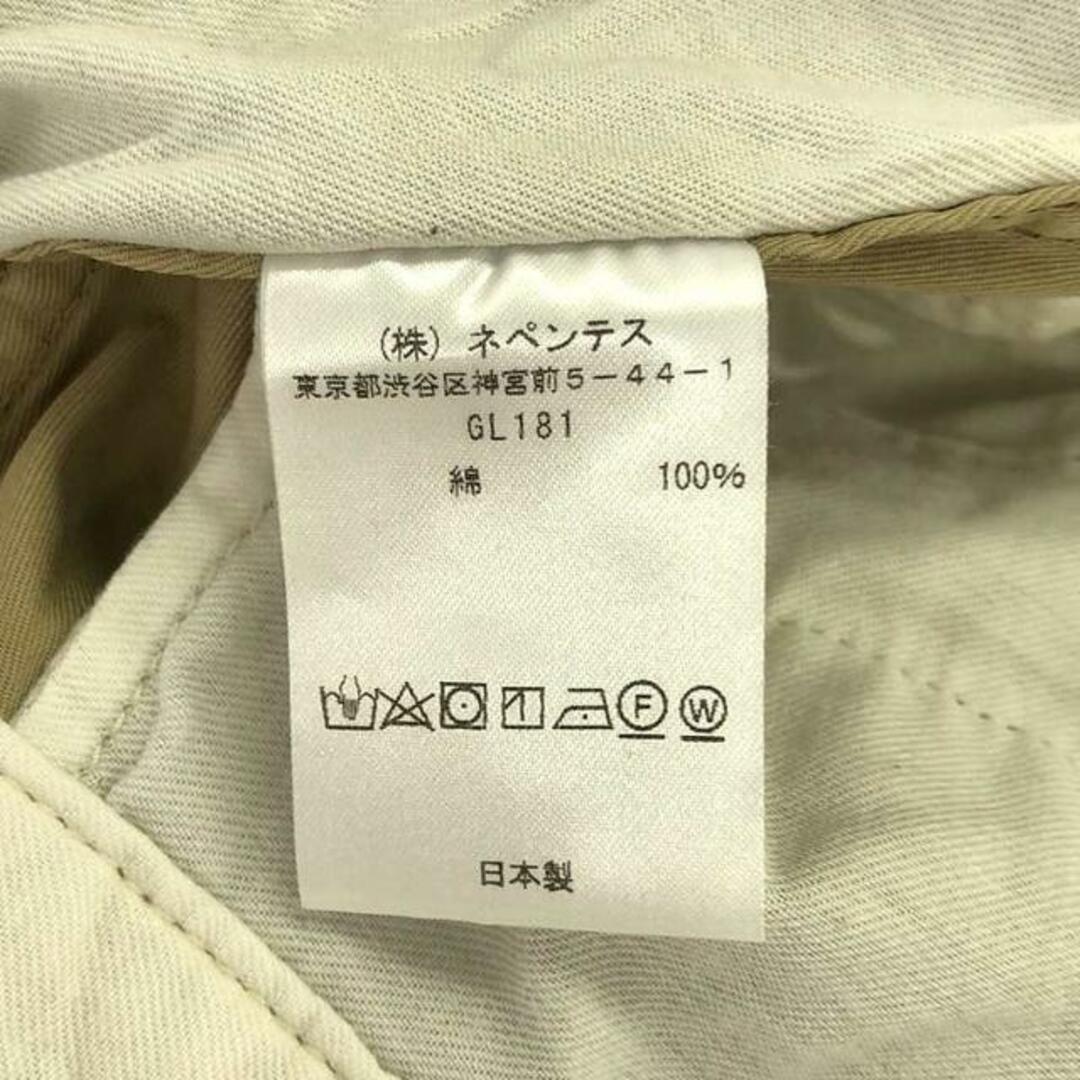 (株) ネペンテス
東京都渋谷区神宮前5-44-1
GL181
綿 100%
F W
日本製